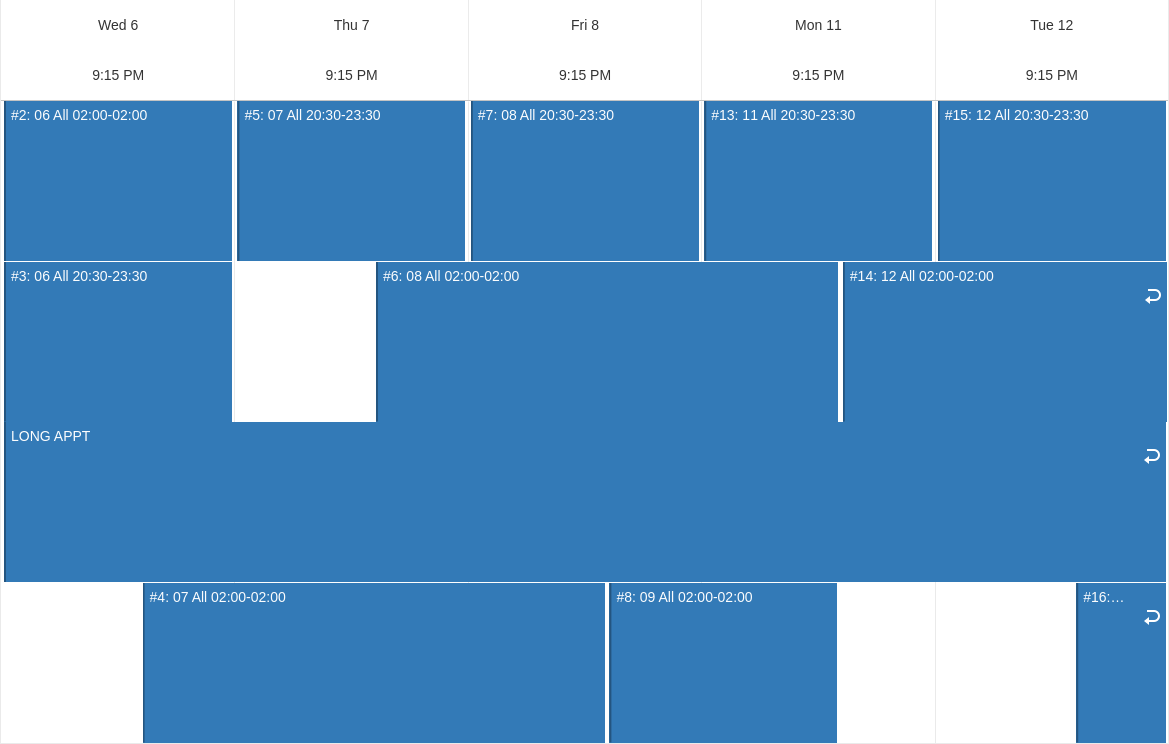 Wed 6
Thu 7
Fri 8
Mon 11
Tue 12
9:15 PM
9:15 PM
9:15 PM
9:15 PM
9:15 PM
#2: 06 All 02:00-02:00
#5: 07 All 20:30-23:30
#7: 08 All 20:30-23:30
#13: 11 All 20:30-23:30
#15: 12 All 20:30-23:30
#3: 06 All 20:30-23:30
#6: 08 All 02:00-02:00
#14: 12 All 02:00-02:00
LONG APPT
#4: 07 All 02:00-02:00
#8: 09 All 02:00-02:00
#16:…